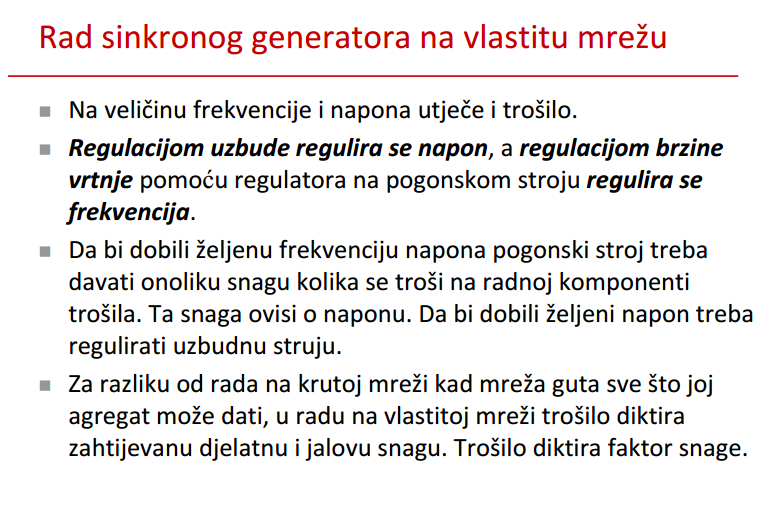 Rad sinkronog generatora na vlastitu mrežu
Na veličinu frekvencije i napona utječe i trošilo.
Regulacijom uzbude regulira se napon, a regulacijom brzine
vrtnje pomoću regulatora na pogonskom stroju regulira se
frekvencija.
Da bi dobili željenu frekvenciju napona pogonski stroj treba
davati onoliku snagu kolika se troši na radnoj komponenti
trošila. Ta snaga ovisi o naponu. Da bi dobili željeni napon treba
regulirati uzbudnu struju.
Za razliku od rada na krutoj mreži kad mreža guta sve što joj
agregat može dati, u radu na vlastitoj mreži trošilo diktira
zahtijevanu djelatnu i jalovu snagu. Trošilo diktira faktor snage.